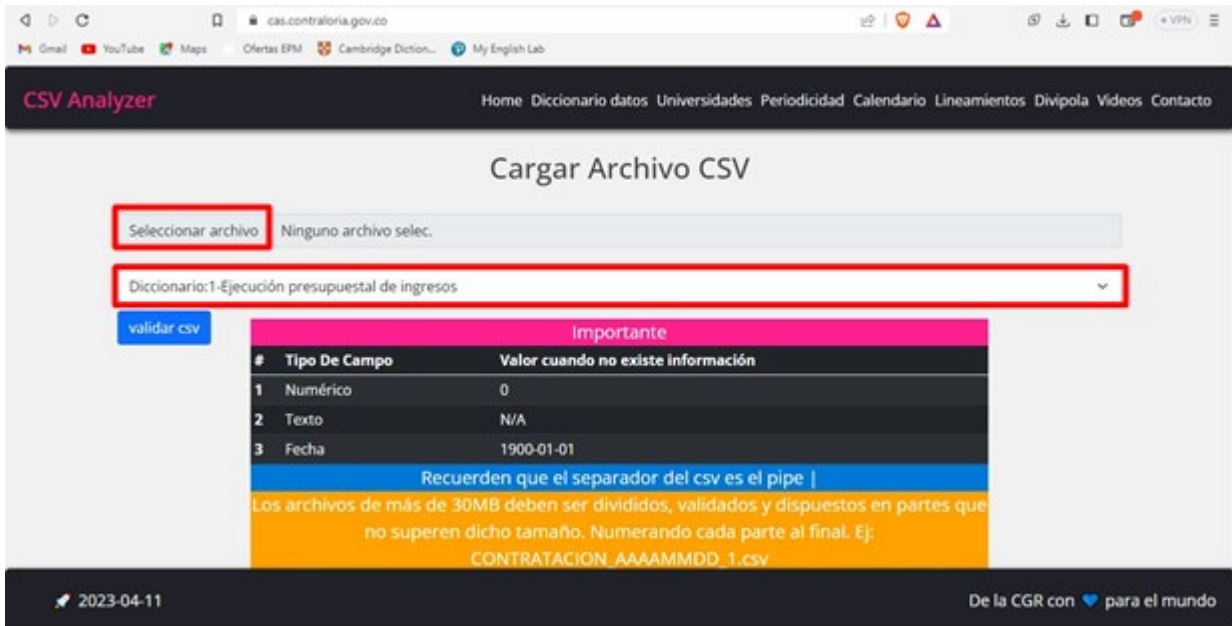 cas.contraloria.gov.co
VPN
Gmail YouTube Maps Ofertas EPM Cambridge Diction... My English Lab
CSV Analyzer Home Diccionario datos Universidades Periodicidad Calendario Lineamientos Divipola Videos Contacto
Cargar Archivo CSV
Seleccionar archivo Ninguno archivo selec.
Diccionario:1-Ejecución presupuestal de ingresos
validar csv
Importante
# Tipo De Campo Valor cuando no existe información
1 Numérico 0
2 Texto N/A
3 Fecha 1900-01-01
Recuerden que el separador del csv es el pipe |
Los archivos de más de 30MB deben ser divididos, validados y dispuestos en partes que
no superen dicho tamaño. Numerando cada parte al final. Ej:
CONTRATACION_AAAAMMDD_1.csv
🚀 2023-04-11 De la CGR con 💙 para el mundo